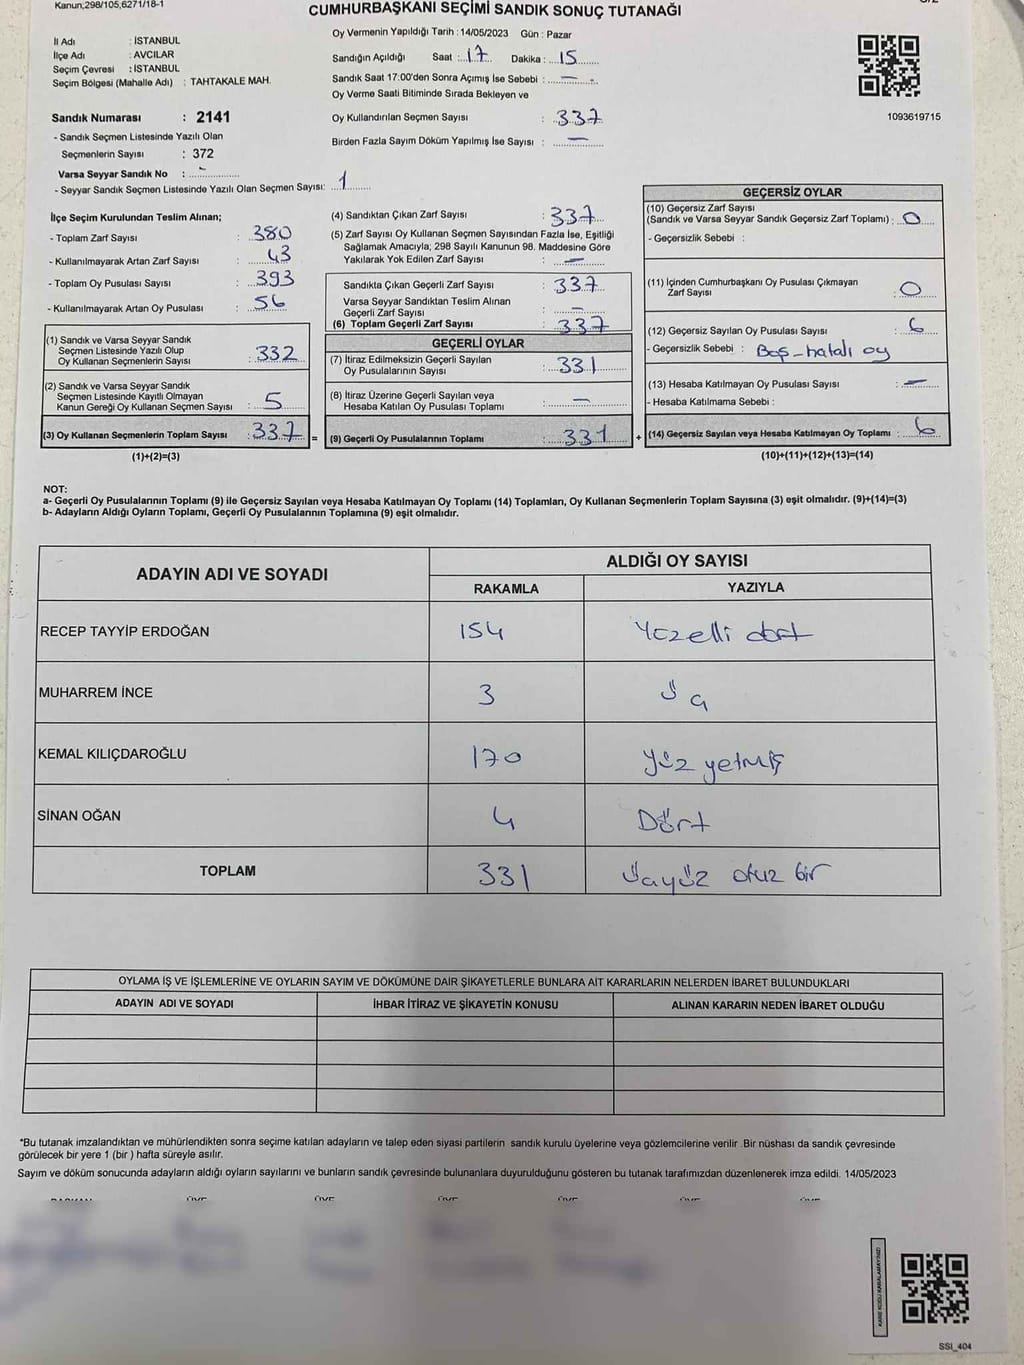 Kanun;298/105,6271/18-1
CUMHURBAŞKANI SEÇİMİ SANDIK SONUÇ TUTANAĞI
İl Adı : İSTANBUL
İlçe Adı : AVCILAR
Seçim Çevresi : İSTANBUL
Seçim Bölgesi (Mahalle Adı) : TAHTAKALE MAH.
Oy Vermenin Yapıldığı Tarih : 14/05/2023 Gün : Pazar
Sandığın Açıldığı Saat : 17 Dakika : 15
Sandık Saat 17:00'den Sonra Açımış İse Sebebi : —
Oy Verme Saati Bitiminde Sırada Bekleyen ve
Oy Kullandırılan Seçmen Sayısı : 337
Birden Fazla Sayım Döküm Yapılmış İse Sayısı : —
1093619715
Sandık Numarası : 2141
- Sandık Seçmen Listesinde Yazılı Olan
Seçmenlerin Sayısı : 372
Varsa Seyyar Sandık No : -
- Seyyar Sandık Seçmen Listesinde Yazılı Olan Seçmen Sayısı: 1
İlçe Seçim Kurulundan Teslim Alınan;
- Toplam Zarf Sayısı : 380
- Kullanılmayarak Artan Zarf Sayısı : 43
- Toplam Oy Pusulası Sayısı : 393
- Kullanılmayarak Artan Oy Pusulası : 56
(1) Sandık ve Varsa Seyyar Sandık
Seçmen Listesinde Yazılı Olup
Oy Kullanan Seçmenlerin Sayısı : 332
(2) Sandık ve Varsa Seyyar Sandık
Seçmen Listesinde Kayıtlı Olmayan
Kanun Gereği Oy Kullanan Seçmen Sayısı : 5
(3) Oy Kullanan Seçmenlerin Toplam Sayısı : 337
(1)+(2)=(3)
(4) Sandıktan Çıkan Zarf Sayısı : 337
(5) Zarf Sayısı Oy Kullanan Seçmen Sayısından Fazla İse, Eşitliği
Sağlamak Amacıyla; 298 Sayılı Kanunun 98. Maddesine Göre
Yakılarak Yok Edilen Zarf Sayısı : —
Sandıkta Çıkan Geçerli Zarf Sayısı : 337
Varsa Seyyar Sandıktan Teslim Alınan
Geçerli Zarf Sayısı : —
(6) Toplam Geçerli Zarf Sayısı : 337
GEÇERLİ OYLAR
(7) İtiraz Edilmeksizin Geçerli Sayılan
Oy Pusulalarının Sayısı : 331
(8) İtiraz Üzerine Geçerli Sayılan veya
Hesaba Katılan Oy Pusulası Toplamı : —
= (9) Geçerli Oy Pusulalarının Toplamı : 331
GEÇERSİZ OYLAR
(10) Geçersiz Zarf Sayısı
(Sandık ve Varsa Seyyar Sandık Geçersiz Zarf Toplamı) : 0
- Geçersizlik Sebebi :
(11) İçinden Cumhurbaşkanı Oy Pusulası Çıkmayan
Zarf Sayısı : 0
(12) Geçersiz Sayılan Oy Pusulası Sayısı : 6
- Geçersizlik Sebebi : Boş-hatalı oy
(13) Hesaba Katılmayan Oy Pusulası Sayısı : —
- Hesaba Katılmama Sebebi :
+ (14) Geçersiz Sayılan veya Hesaba Katılmayan Oy Toplamı : 6
(10)+(11)+(12)+(13)=(14)
NOT:
a- Geçerli Oy Pusulalarının Toplamı (9) ile Geçersiz Sayılan veya Hesaba Katılmayan Oy Toplamı (14) Toplamları, Oy Kullanan Seçmenlerin Toplam Sayısına (3) eşit olmalıdır. (9)+(14)=(3)
b- Adayların Aldığı Oyların Toplamı, Geçerli Oy Pusulalarının Toplamına (9) eşit olmalıdır.
ADAYIN ADI VE SOYADI
ALDIĞI OY SAYISI
RAKAMLA YAZIYLA
RECEP TAYYİP ERDOĞAN 154 Yüzelli dört
MUHARREM İNCE 3 Üç
KEMAL KILIÇDAROĞLU 170 Yüz yetmiş
SİNAN OĞAN 4 Dört
TOPLAM 331 Üçyüz otuz bir
OYLAMA İŞ VE İŞLEMLERİNE VE OYLARIN SAYIM VE DÖKÜMÜNE DAİR ŞİKAYETLERLE BUNLARA AİT KARARLARIN NELERDEN İBARET BULUNDUKLARI
ADAYIN ADI VE SOYADI İHBAR İTİRAZ VE ŞİKAYETİN KONUSU ALINAN KARARIN NEDEN İBARET OLDUĞU
*Bu tutanak imzalandıktan ve mühürlendikten sonra seçime katılan adayların ve talep eden siyasi partilerin sandık kurulu üyelerine veya gözlemcilerine verilir .Bir nüshası da sandık çevresinde
görülecek bir yere 1 (bir ) hafta süreyle asılır.
Sayım ve döküm sonucunda adayların aldığı oyların sayılarını ve bunların sandık çevresinde bulunanlara duyurulduğunu gösteren bu tutanak tarafımızdan düzenlenerek imza edildi. 14/05/2023
KARE KODU KARALAMAYINIZ!
SSI_404